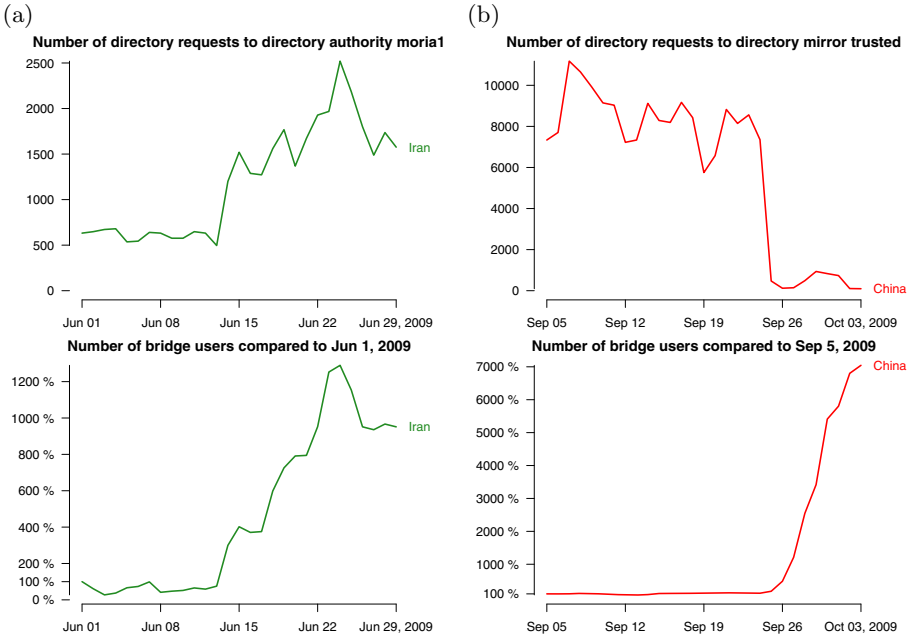 (a)
Number of directory requests to directory authority moria1
2500
2000
1500
1000
500
0
Iran
Jun 01 Jun 08 Jun 15 Jun 22 Jun 29, 2009
Number of bridge users compared to Jun 1, 2009
1200 %
1000 %
800 %
600 %
400 %
200 %
100 %
0 %
Iran
Jun 01 Jun 08 Jun 15 Jun 22 Jun 29, 2009
(b)
Number of directory requests to directory mirror trusted
10000
8000
6000
4000
2000
0
China
Sep 05 Sep 12 Sep 19 Sep 26 Oct 03, 2009
Number of bridge users compared to Sep 5, 2009
7000 %
6000 %
5000 %
4000 %
3000 %
2000 %
1000 %
100 %
China
Sep 05 Sep 12 Sep 19 Sep 26 Oct 03, 2009